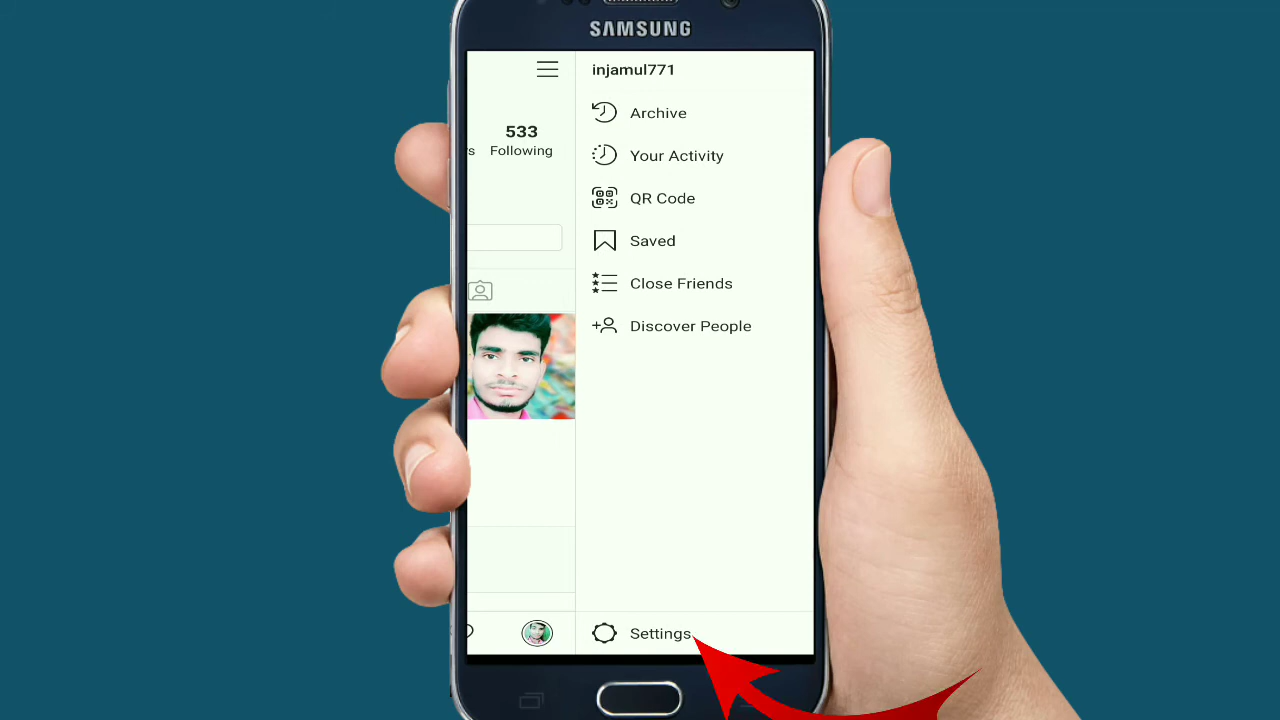 SAMSUNG
injamul771
533
Following
s
Archive
Your Activity
QR Code
Saved
Close Friends
Discover People
Settings